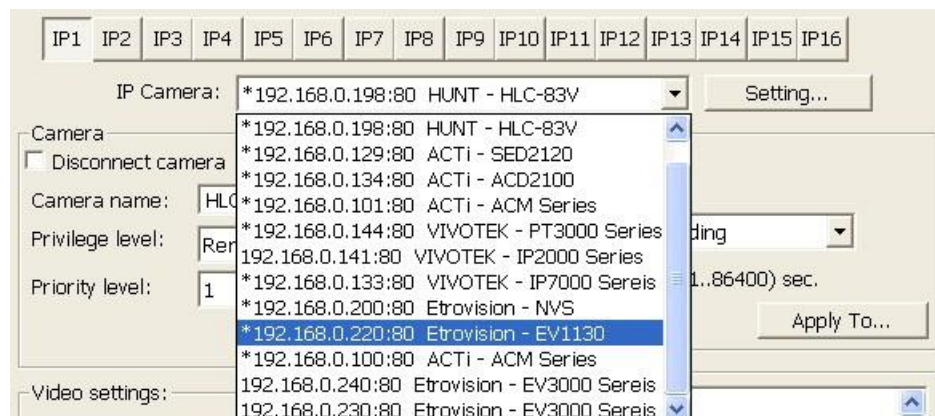 IP1 IP2 IP3 IP4 IP5 IP6 IP7 IP8 IP9 IP10 IP11 IP12 IP13 IP14 IP15 IP16
IP Camera: *192.168.0.198:80 HUNT - HLC-83V Setting...
*192.168.0.198:80 HUNT - HLC-83V
Camera
*192.168.0.129:80 ACTi - SED2120
Disconnect camera
*192.168.0.134:80 ACTi - ACD2100
Camera name: HLC
*192.168.0.101:80 ACTi - ACM Series
*192.168.0.144:80 VIVOTEK - PT3000 Series
Privilege level: Rer ding
192.168.0.141:80 VIVOTEK - IP2000 Series
*192.168.0.133:80 VIVOTEK - IP7000 Sereis
Priority level: 1 1..86400) sec.
*192.168.0.200:80 Etrovision - NVS
*192.168.0.220:80 Etrovision - EV1130
Apply To...
*192.168.0.100:80 ACTi - ACM Series
192.168.0.240:80 Etrovision - EV3000 Sereis
Video settings:
192.168.0.230:80 Etrovision - EV3000 Sereis